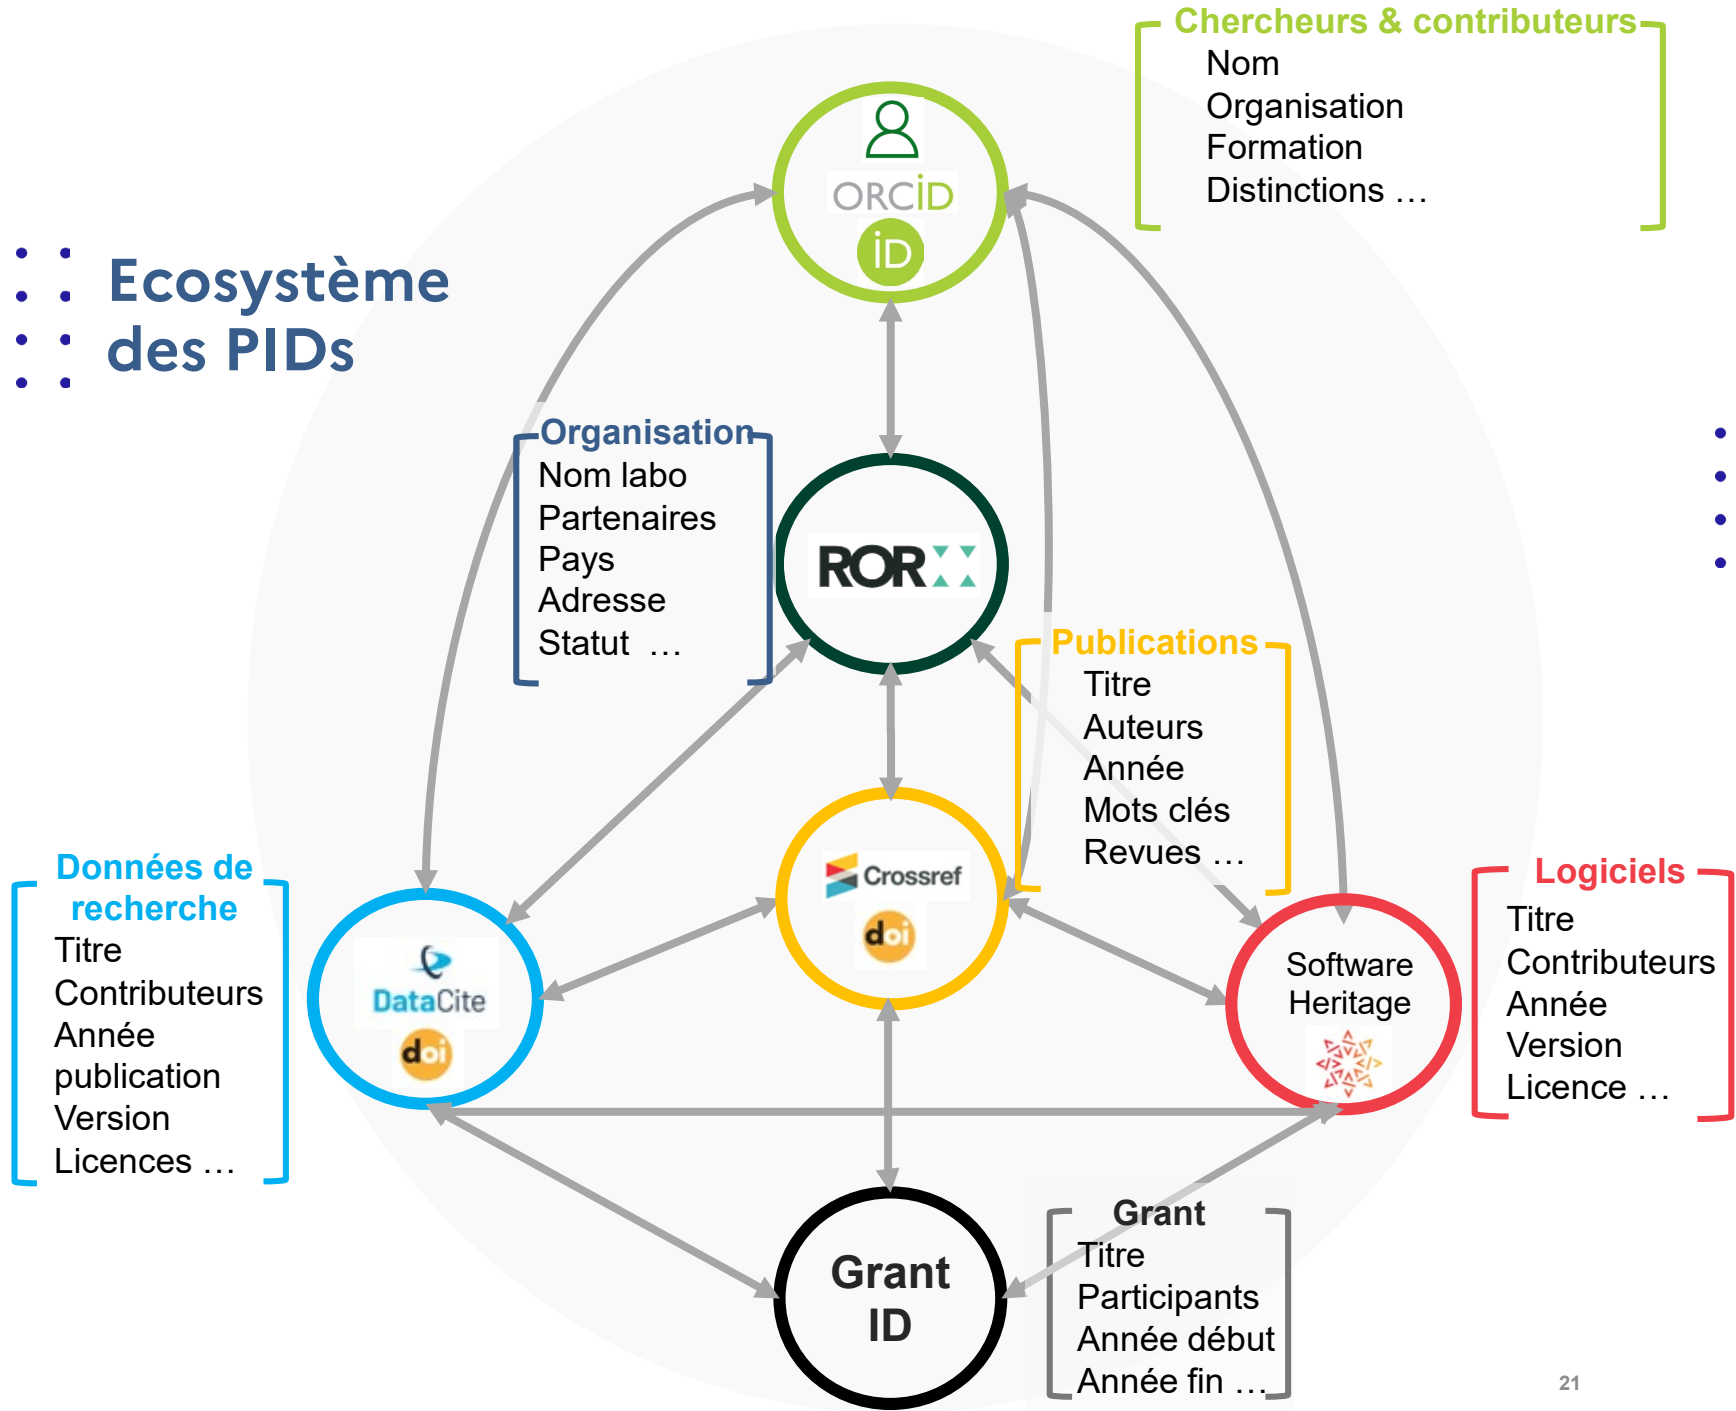 Chercheurs & contributeurs
Nom
Organisation
Formation
Distinctions …
ORCID
iD
Ecosystème
des PIDs
Organisation
Nom labo
Partenaires
Pays
Adresse
Statut …
ROR
Publications
Titre
Auteurs
Année
Mots clés
Revues …
Crossref
doi
Données de
recherche
Titre
Contributeurs
Année
publication
Version
Licences …
DataCite
doi
Software
Heritage
Logiciels
Titre
Contributeurs
Année
Version
Licence …
Grant
ID
Grant
Titre
Participants
Année début
Année fin …
21